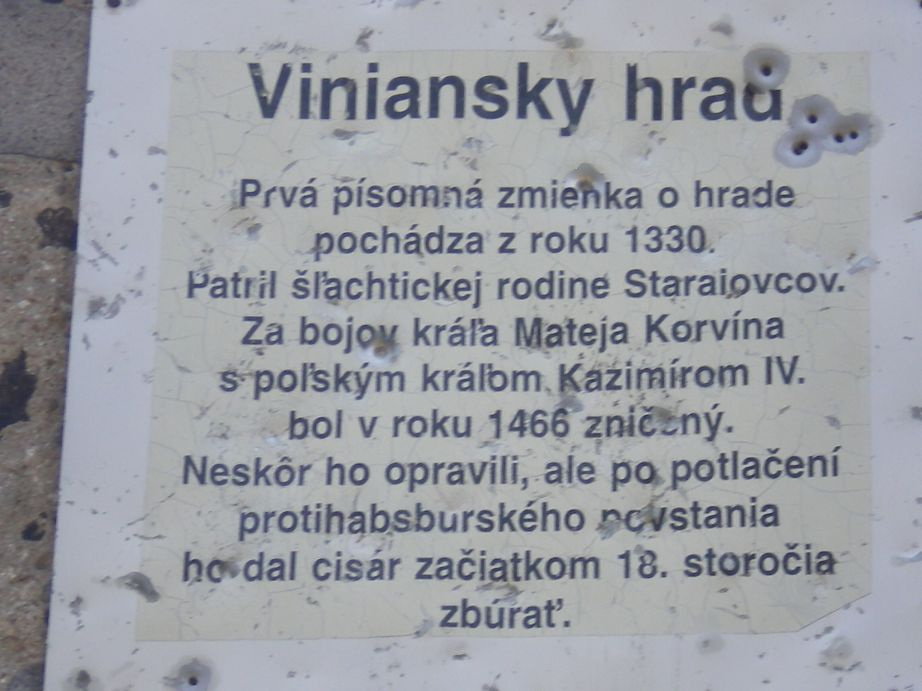 Viniansky hrad
Prvá písomná zmienka o hrade
pochádza z roku 1330.
Patril šľachtickej rodine Staraiovcov.
Za bojov kráľa Mateja Korvína
s poľským kráľom Kazimírom IV.
bol v roku 1466 zničený.
Neskôr ho opravili, ale po potlačení
protihabsburského povstania
ho dal cisár začiatkom 18. storočia
zbúrať.